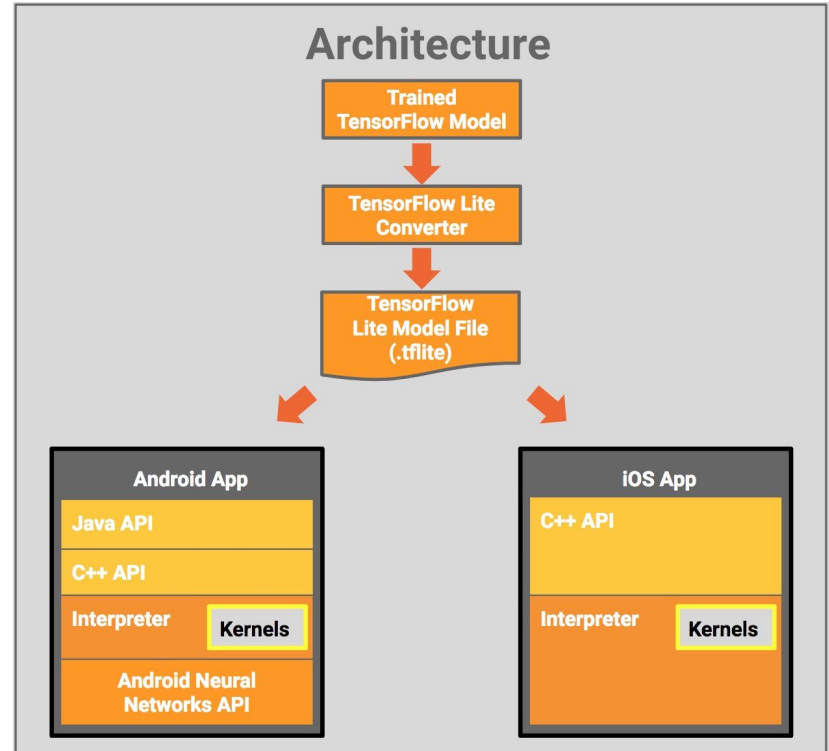 Architecture
Trained
TensorFlow Model
TensorFlow Lite
Converter
TensorFlow
Lite Model File
(.tflite)
Android App
Java API
C++ API
Interpreter
Kernels
Android Neural
Networks API
iOS App
C++ API
Interpreter
Kernels